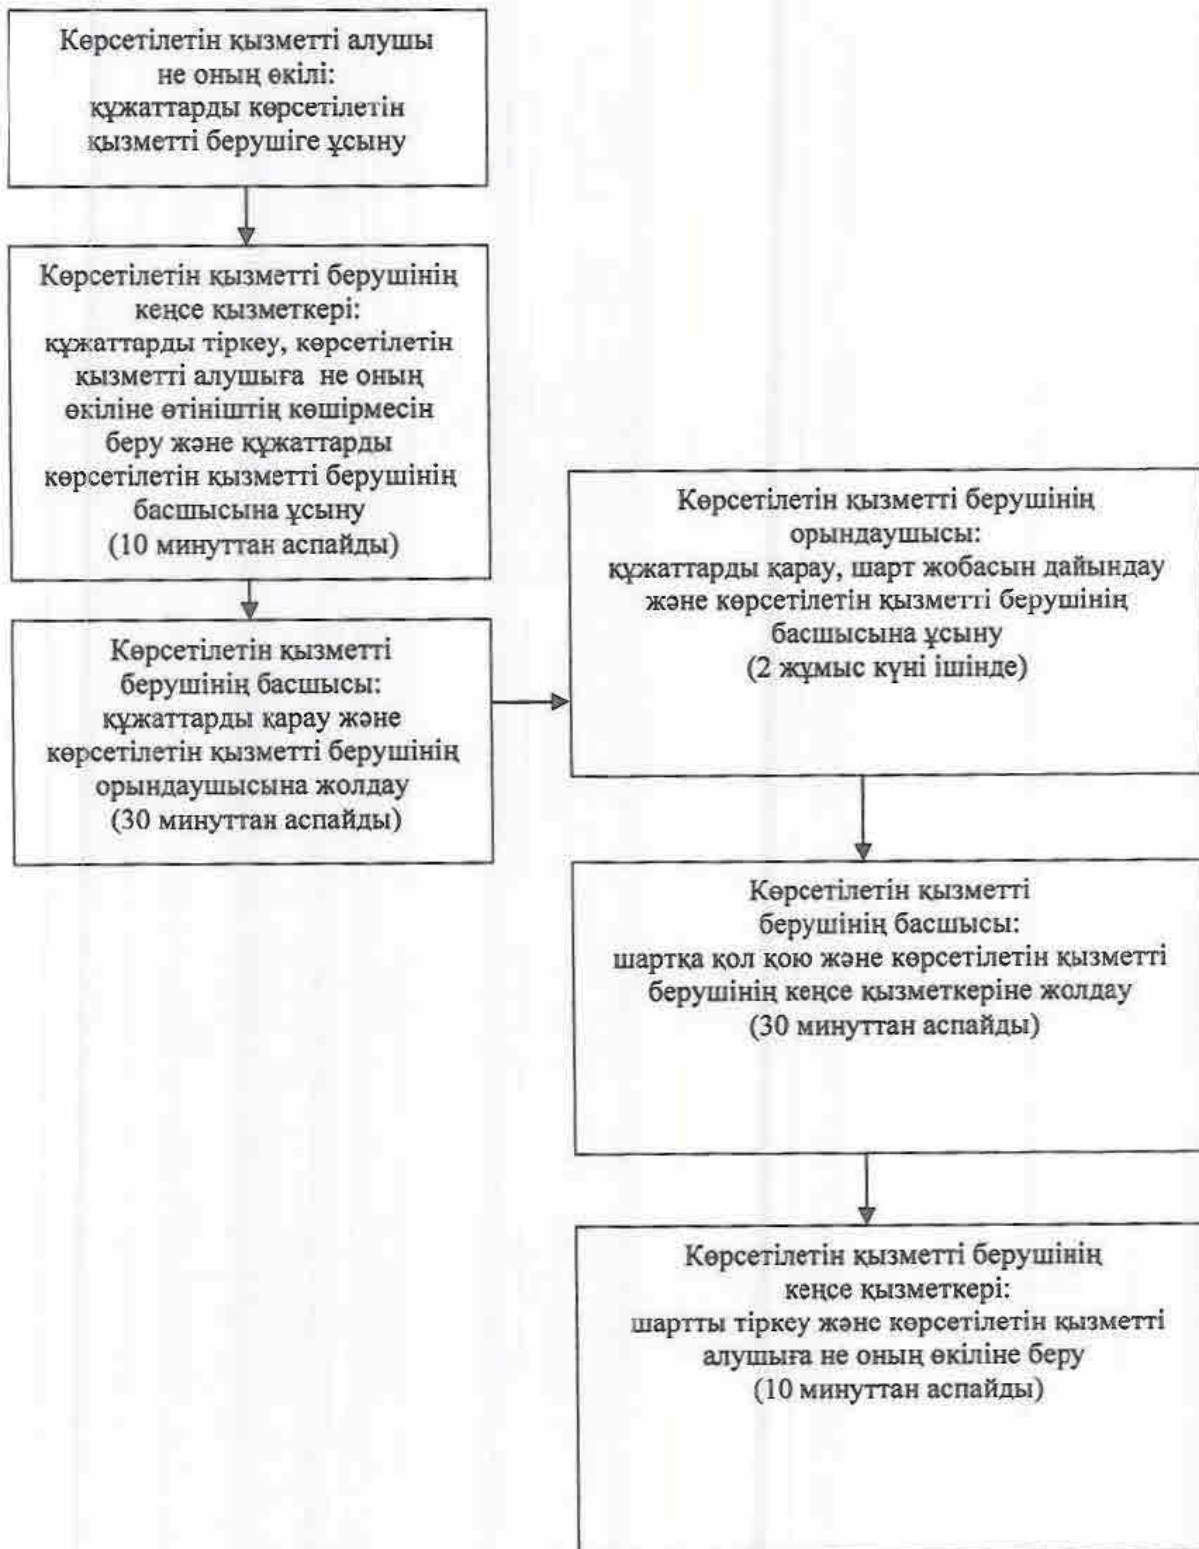 Көрсетілетін қызметті алушы
не оның өкілі:
құжаттарды көрсетілетін
қызметті берушіге ұсыну
Көрсетілетін қызметті берушінің
кеңсе қызметкері:
құжаттарды тіркеу, көрсетілетін
қызметті алушыға не оның
өкіліне өтініштің көшірмесін
беру және құжаттарды
көрсетілетін қызметті берушінің
басшысына ұсыну
(10 минуттан аспайды)
Көрсетілетін қызметті
берушінің басшысы:
құжаттарды қарау және
көрсетілетін қызметті берушінің
орындаушысына жолдау
(30 минуттан аспайды)
Көрсетілетін қызметті берушінің
орындаушысы:
құжаттарды қарау, шарт жобасын дайындау
және көрсетілетін қызметті берушінің
басшысына ұсыну
(2 жұмыс күні ішінде)
Көрсетілетін қызметті
берушінің басшысы:
шартқа қол қою және көрсетілетін қызметті
берушінің кеңсе қызметкеріне жолдау
(30 минуттан аспайды)
Көрсетілетін қызметті берушінің
кеңсе қызметкері:
шартты тіркеу және көрсетілетін қызметті
алушыға не оның өкіліне беру
(10 минуттан аспайды)